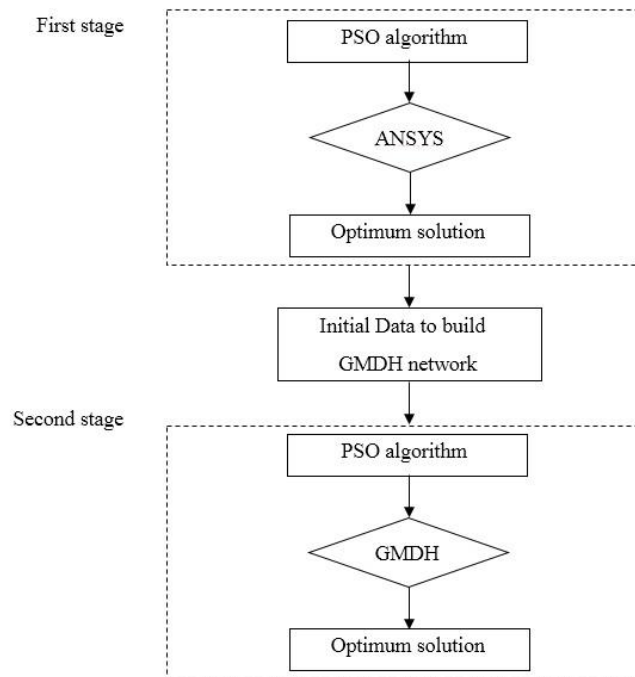 First stage
PSO algorithm
ANSYS
Optimum solution
Initial Data to build
GMDH network
Second stage
PSO algorithm
GMDH
Optimum solution